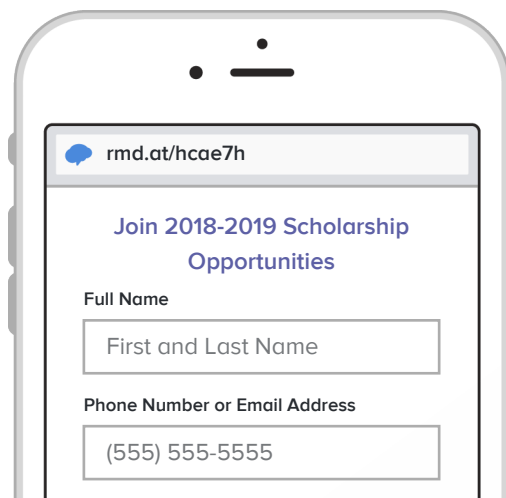 rmd.at/hcae7h
Join 2018-2019 Scholarship
Opportunities
Full Name
First and Last Name
Phone Number or Email Address
(555) 555-5555